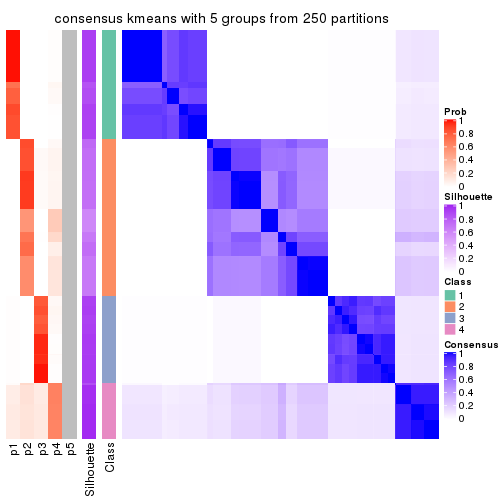 consensus kmeans with 5 groups from 250 partitions
Prob
1
0.8
0.6
0.4
0.2
0
Silhouette
1
0.8
0.6
0.4
0.2
0
Class
1
2
3
4
Consensus
1
0.8
0.6
0.4
0.2
0
p1
p2
p3
p4
p5
Silhouette
Class